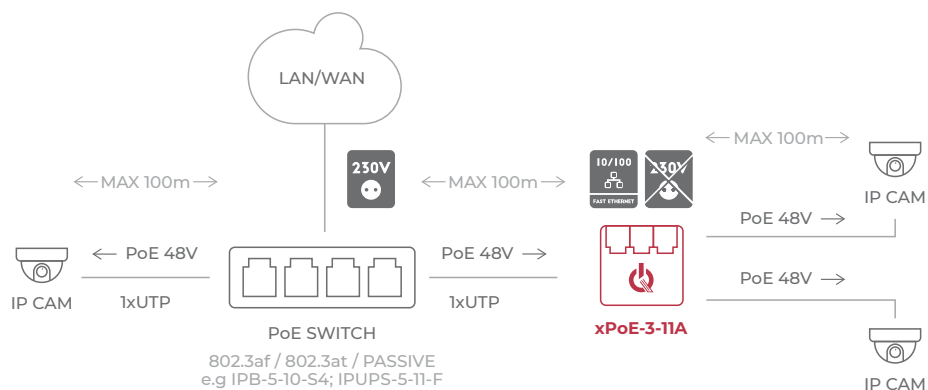 LAN/WAN
230V
MAX 100m
MAX 100m
MAX 100m
10/100
FAST ETHERNET
230V
IP CAM
PoE 48V
PoE 48V
PoE 48V
PoE 48V
IP CAM
1xUTP
1xUTP
xPoE-3-11A
PoE SWITCH
802.3af / 802.3at / PASSIVE
e.g IPB-5-10-S4; IPUPS-5-11-F
IP CAM